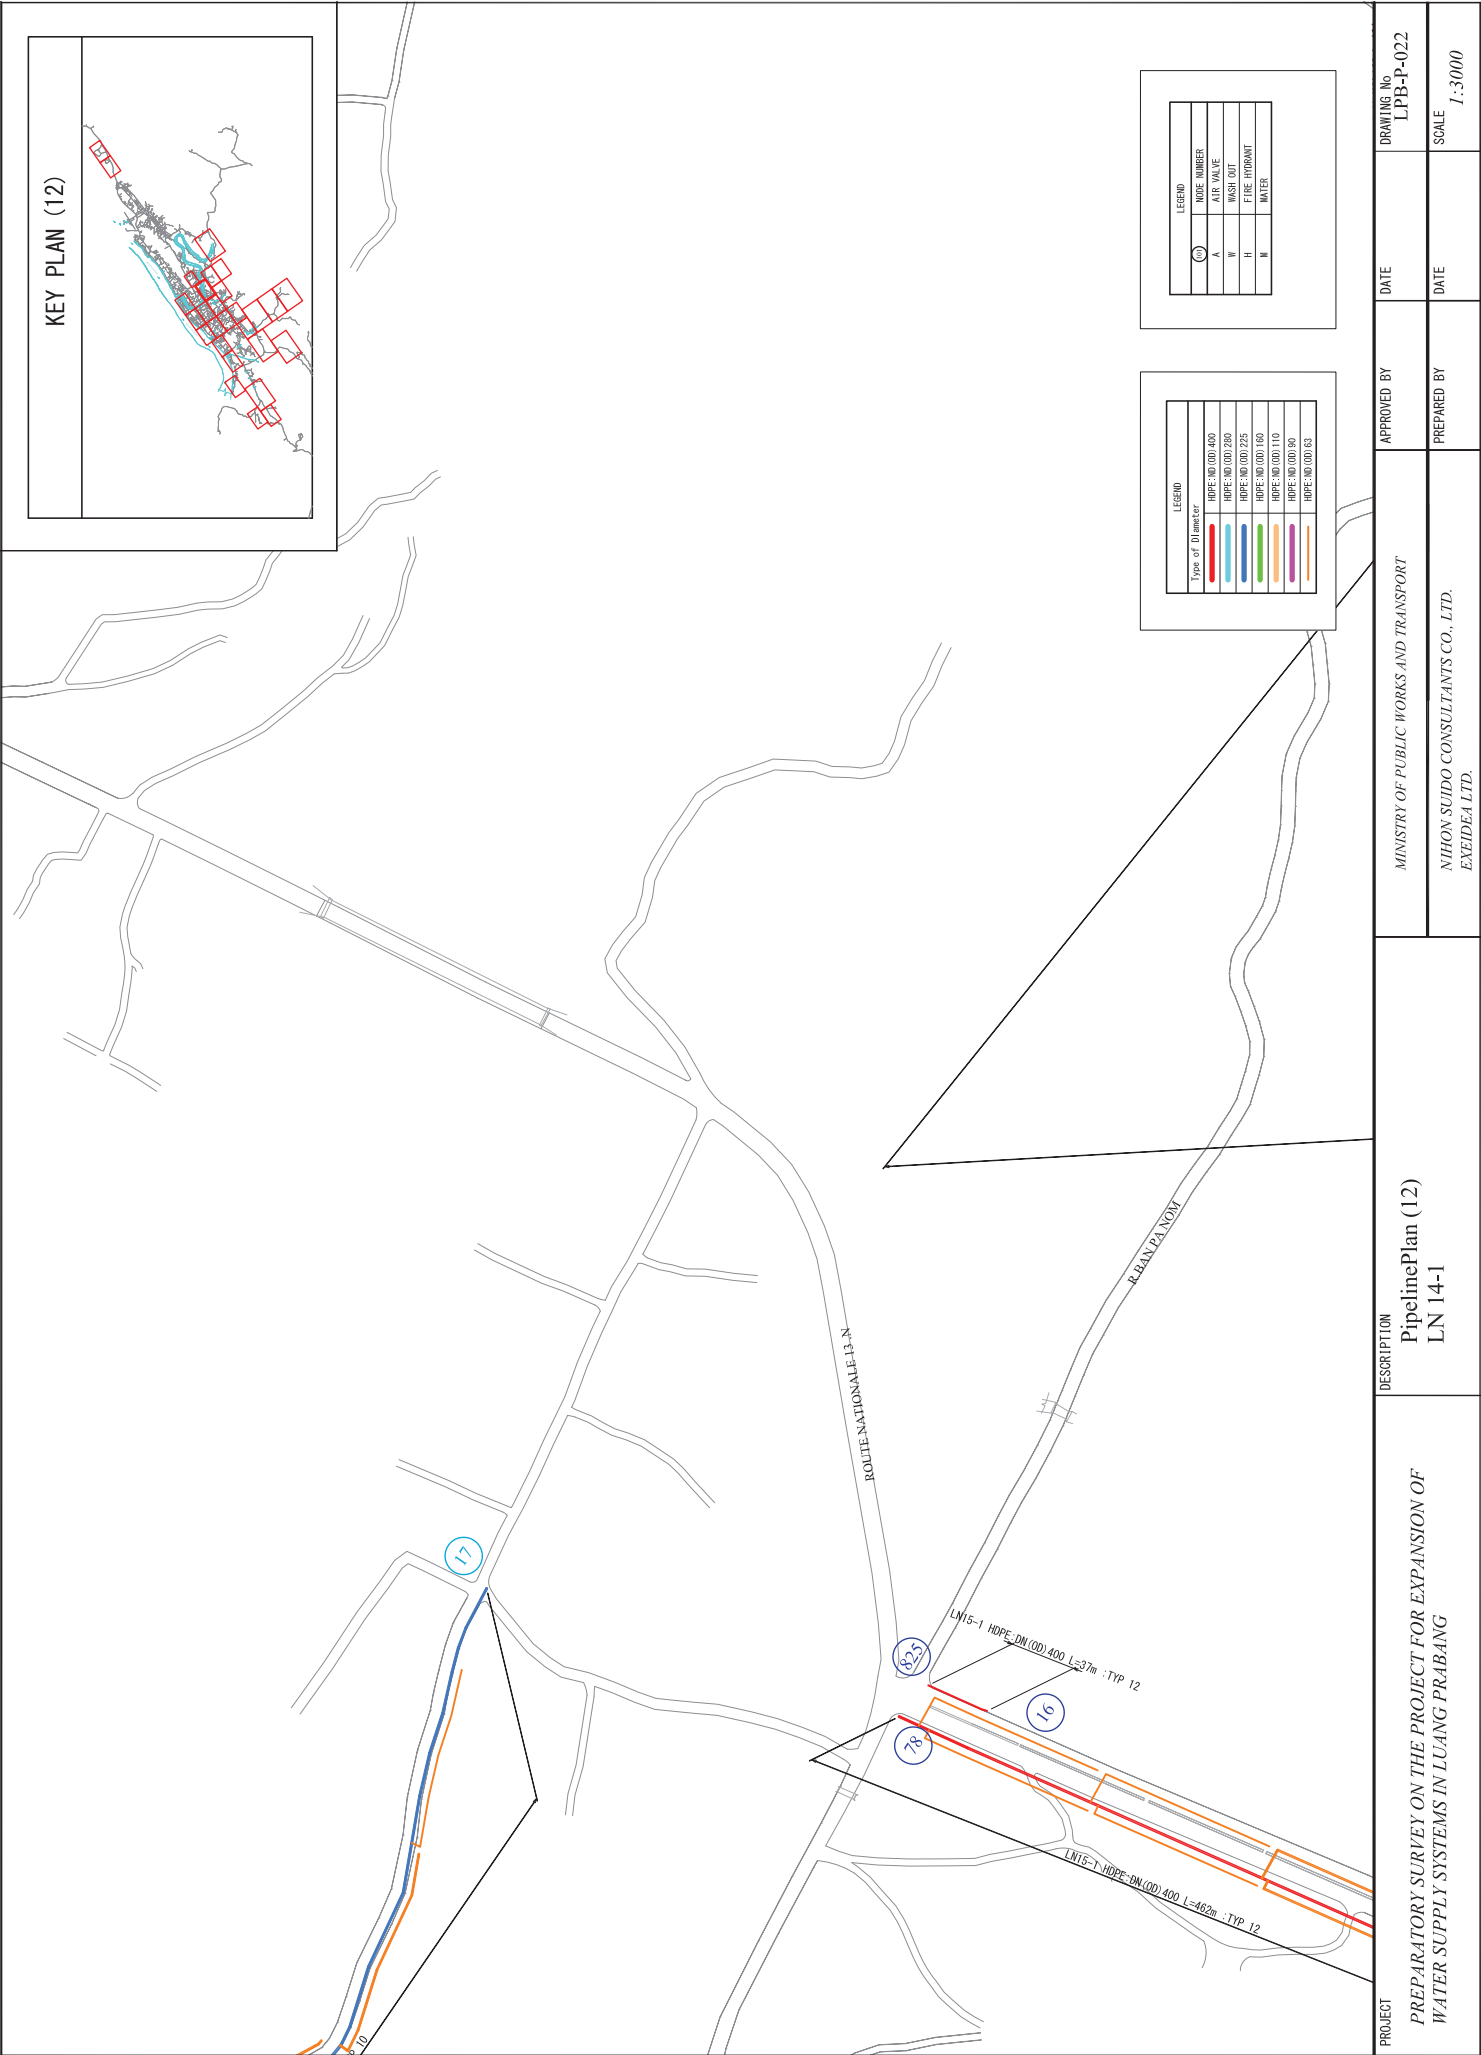 KEY PLAN (12)
LEGEND
101 NODE NUMBER
A AIR VALVE
W WASH OUT
H FIRE HYDRANT
M MATER
LEGEND
Type of Diameter
HDPE:ND(OD)400
HDPE:ND(OD)280
HDPE:ND(OD)225
HDPE:ND(OD)160
HDPE:ND(OD)110
HDPE:ND(OD)90
HDPE:ND(OD)63
17
ROUTE NATIONALE 13 .N
R.BAN PA NOM
825
LN15-1 HDPE:DN(OD)400 L=37m :TYP 12
16
78
LN15-1 HDPE:DN(OD)400 L=462m :TYP 12
10
PROJECT
PREPARATORY SURVEY ON THE PROJECT FOR EXPANSION OF
WATER SUPPLY SYSTEMS IN LUANG PRABANG
DESCRIPTION
PipelinePlan (12)
LN 14-1
MINISTRY OF PUBLIC WORKS AND TRANSPORT
NIHON SUIDO CONSULTANTS CO., LTD.
EXEIDEA LTD.
APPROVED BY
DATE
DRAWING No
LPB-P-022
PREPARED BY
DATE
SCALE
1:3000